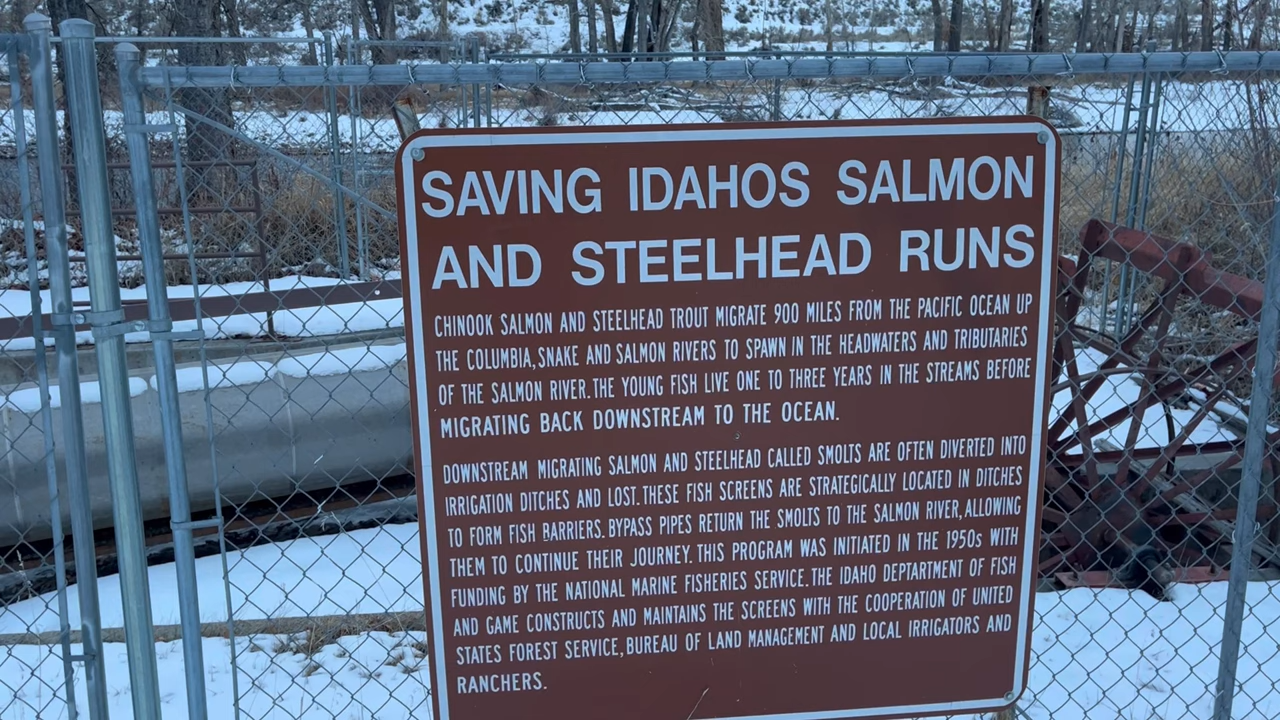 SAVING IDAHOS SALMON
AND STEELHEAD RUNS
CHINOOK SALMON AND STEELHEAD TROUT MIGRATE 900 MILES FROM THE PACIFIC OCEAN UP
THE COLUMBIA, SNAKE AND SALMON RIVERS TO SPAWN IN THE HEADWATERS AND TRIBUTARIES
OF THE SALMON RIVER. THE YOUNG FISH LIVE ONE TO THREE YEARS IN THE STREAMS BEFORE
MIGRATING BACK DOWNSTREAM TO THE OCEAN.
DOWNSTREAM MIGRATING SALMON AND STEELHEAD CALLED SMOLTS ARE OFTEN DIVERTED INTO
IRRIGATION DITCHES AND LOST. THESE FISH SCREENS ARE STRATEGICALLY LOCATED IN DITCHES
TO FORM FISH BARRIERS. BYPASS PIPES RETURN THE SMOLTS TO THE SALMON RIVER, ALLOWING
THEM TO CONTINUE THEIR JOURNEY. THIS PROGRAM WAS INITIATED IN THE 1950s WITH
FUNDING BY THE NATIONAL MARINE FISHERIES SERVICE. THE IDAHO DEPTARTMENT OF FISH
AND GAME CONSTRUCTS AND MAINTAINS THE SCREENS WITH THE COOPERATION OF UNITED
STATES FOREST SERVICE, BUREAU OF LAND MANAGEMENT AND LOCAL IRRIGATORS AND
RANCHERS.